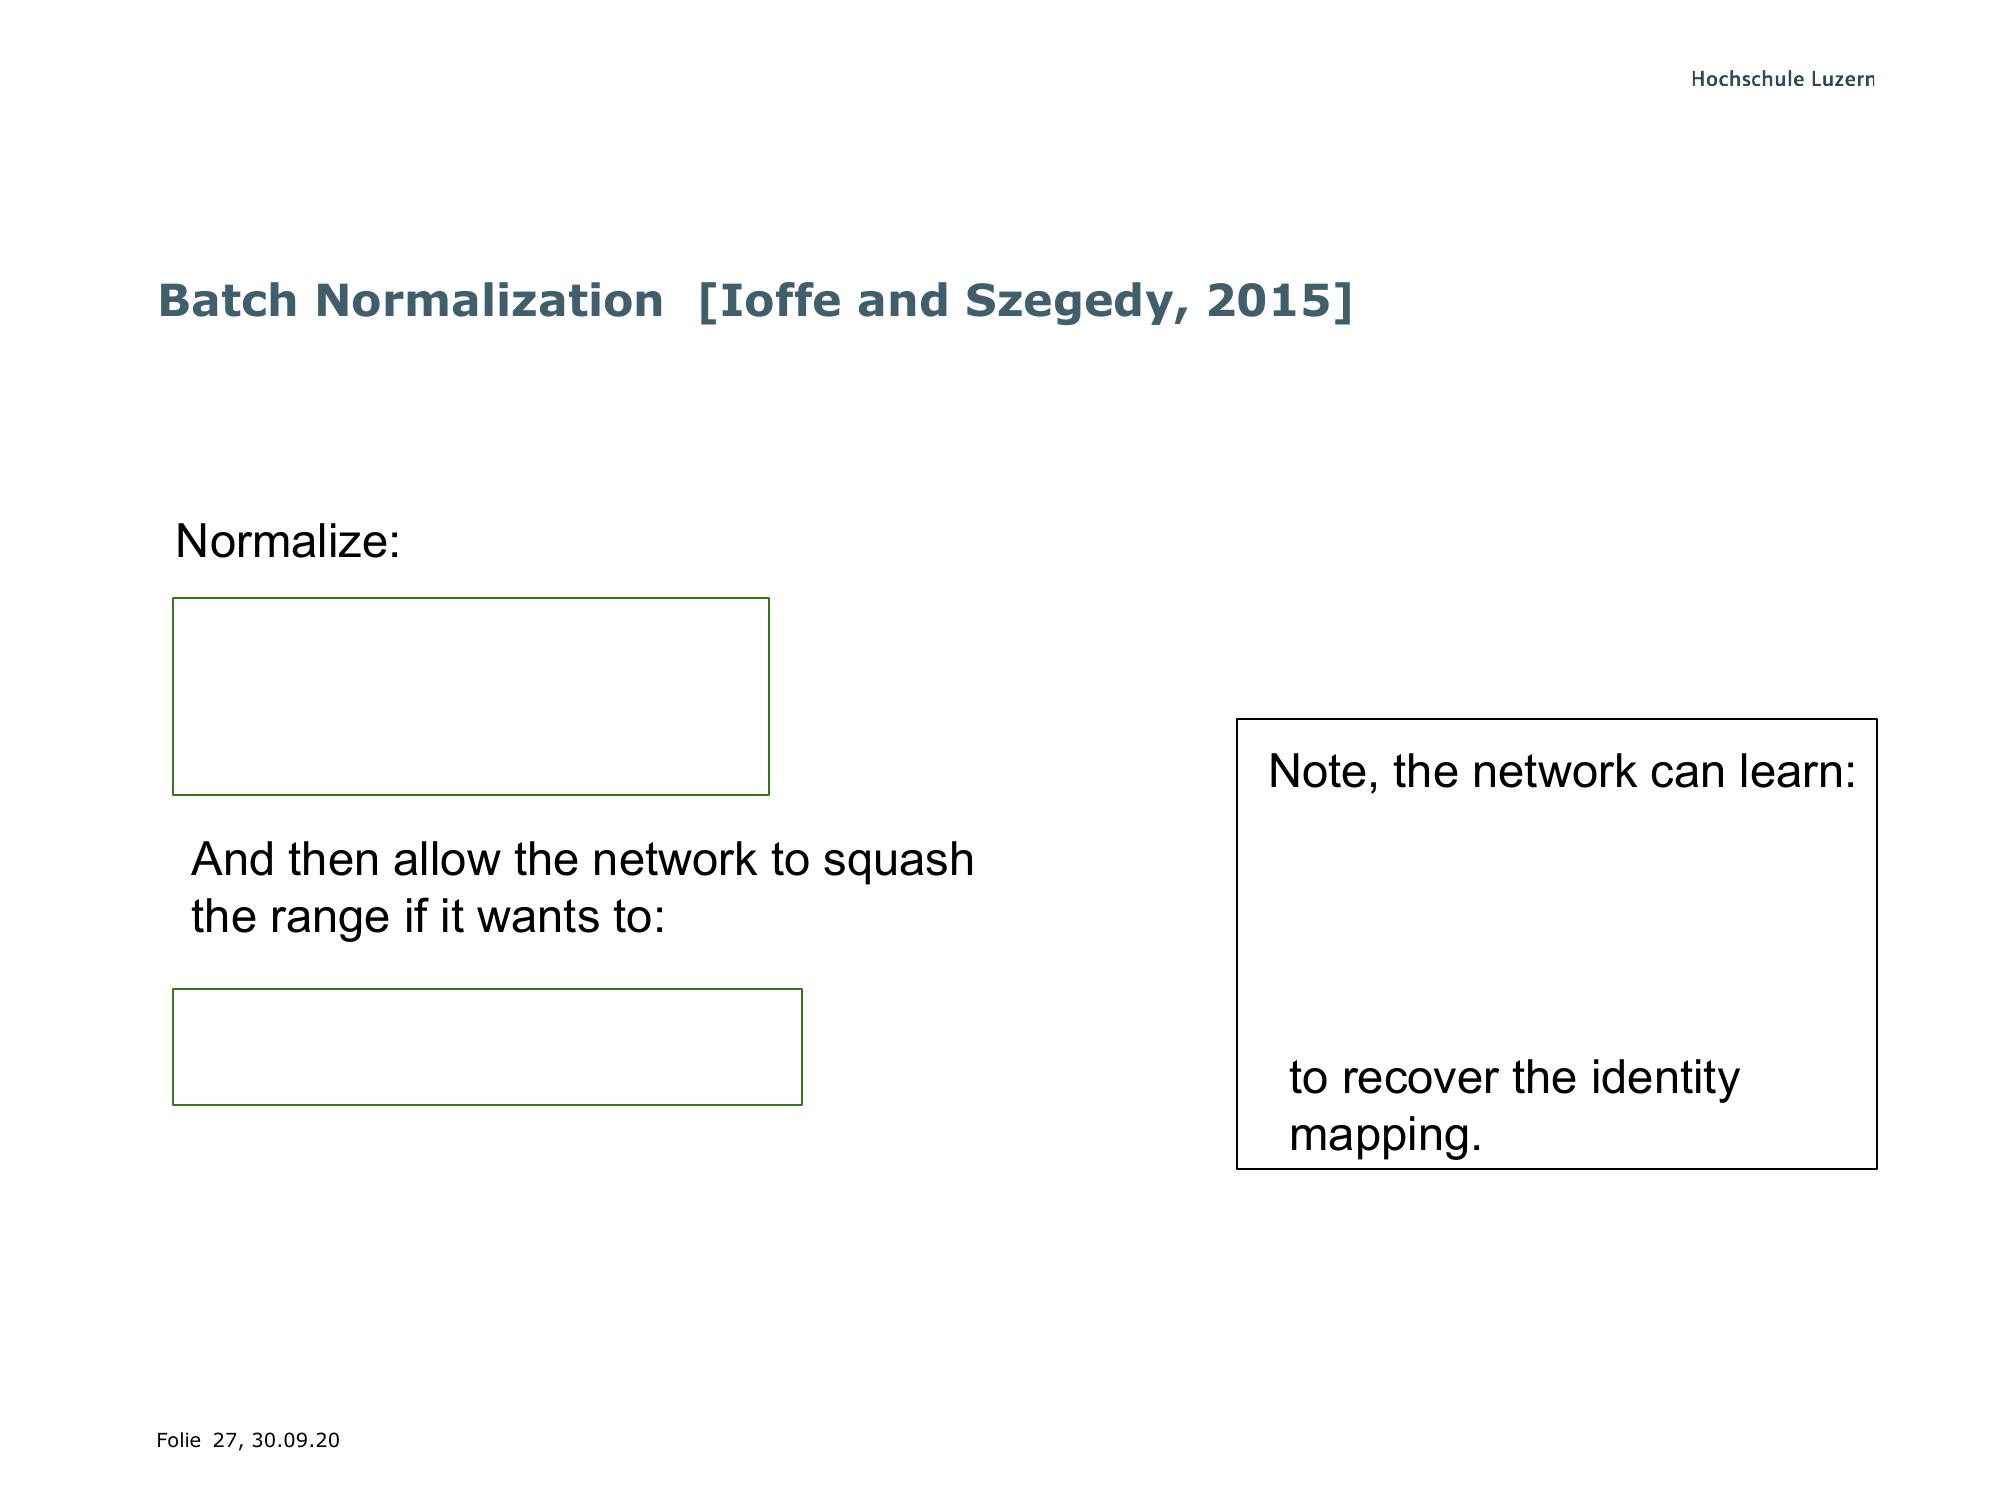 Hochschule Luzern
Batch Normalization  [Ioffe and Szegedy, 2015]
Normalize:
And then allow the network to squash
the range if it wants to:
Note, the network can learn:
to recover the identity
mapping.
Folie  27, 30.09.20